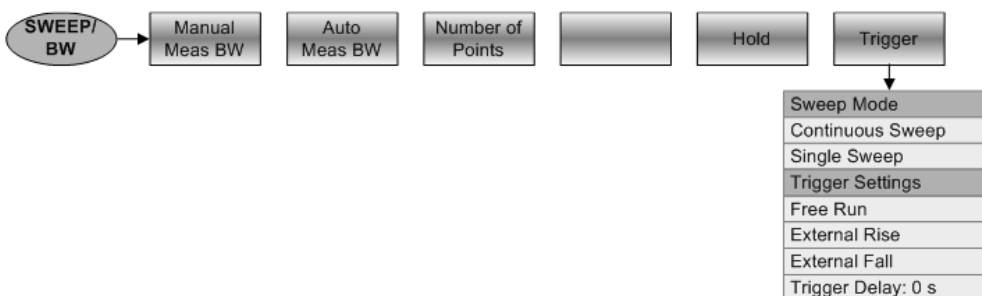 SWEEP/
BW
Manual
Meas BW
Auto
Meas BW
Number of
Points
Hold
Trigger
Sweep Mode
Continuous Sweep
Single Sweep
Trigger Settings
Free Run
External Rise
External Fall
Trigger Delay: 0 s